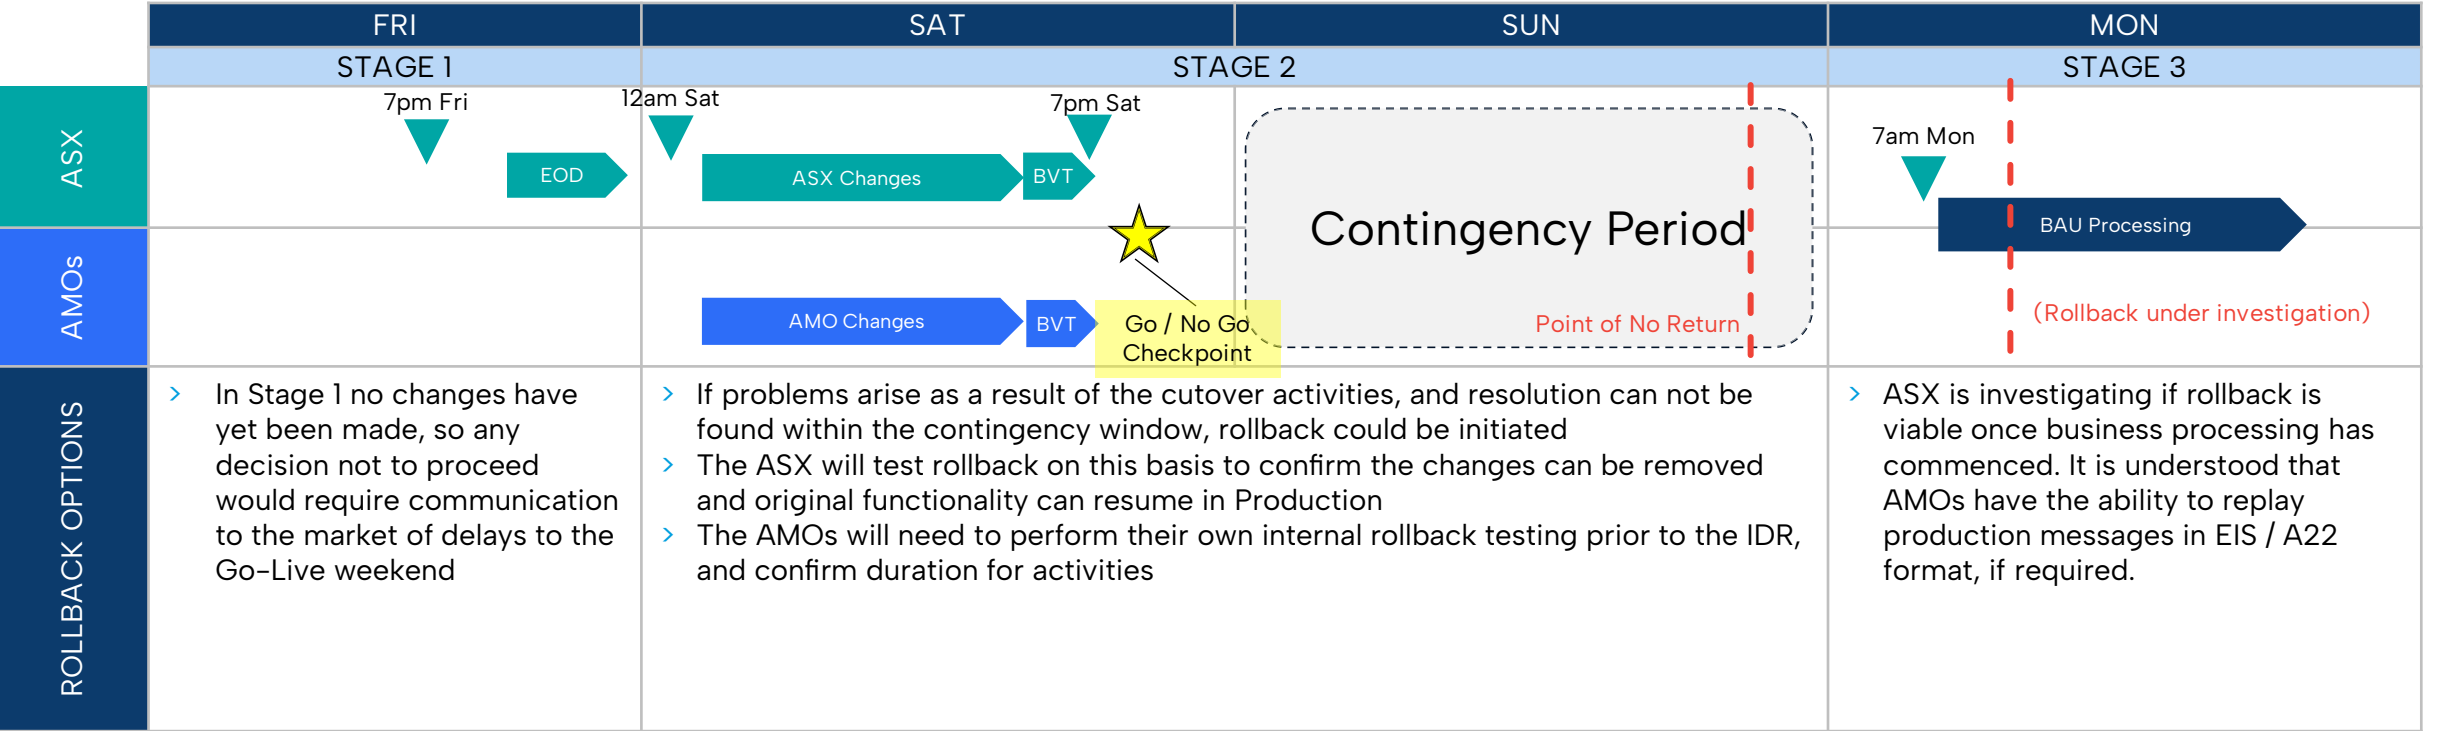 FRI
SAT
SUN
MON
STAGE 1
STAGE 2
STAGE 3
ASX
7pm Fri
12am Sat
7pm Sat
7am Mon
EOD
ASX Changes
BVT
Contingency Period
BAU Processing
AMOs
AMO Changes
BVT
Go / No Go
Checkpoint
Point of No Return
(Rollback under investigation)
ROLLBACK OPTIONS
> In Stage 1 no changes have
yet been made, so any
decision not to proceed
would require communication
to the market of delays to the
Go-Live weekend
> If problems arise as a result of the cutover activities, and resolution can not be
found within the contingency window, rollback could be initiated
> The ASX will test rollback on this basis to confirm the changes can be removed
and original functionality can resume in Production
> The AMOs will need to perform their own internal rollback testing prior to the IDR,
and confirm duration for activities
> ASX is investigating if rollback is
viable once business processing has
commenced. It is understood that
AMOs have the ability to replay
production messages in EIS / A22
format, if required.